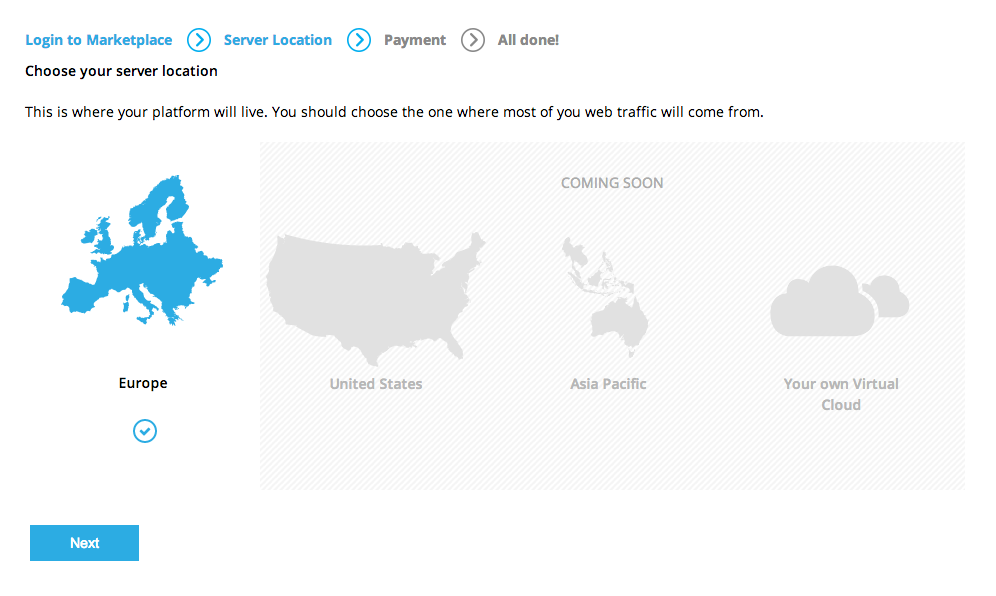 Login to Marketplace Server Location Payment All done!
Choose your server location
This is where your platform will live. You should choose the one where most of you web traffic will come from.
COMING SOON
Europe
United States
Asia Pacific
Your own Virtual
Cloud
Next